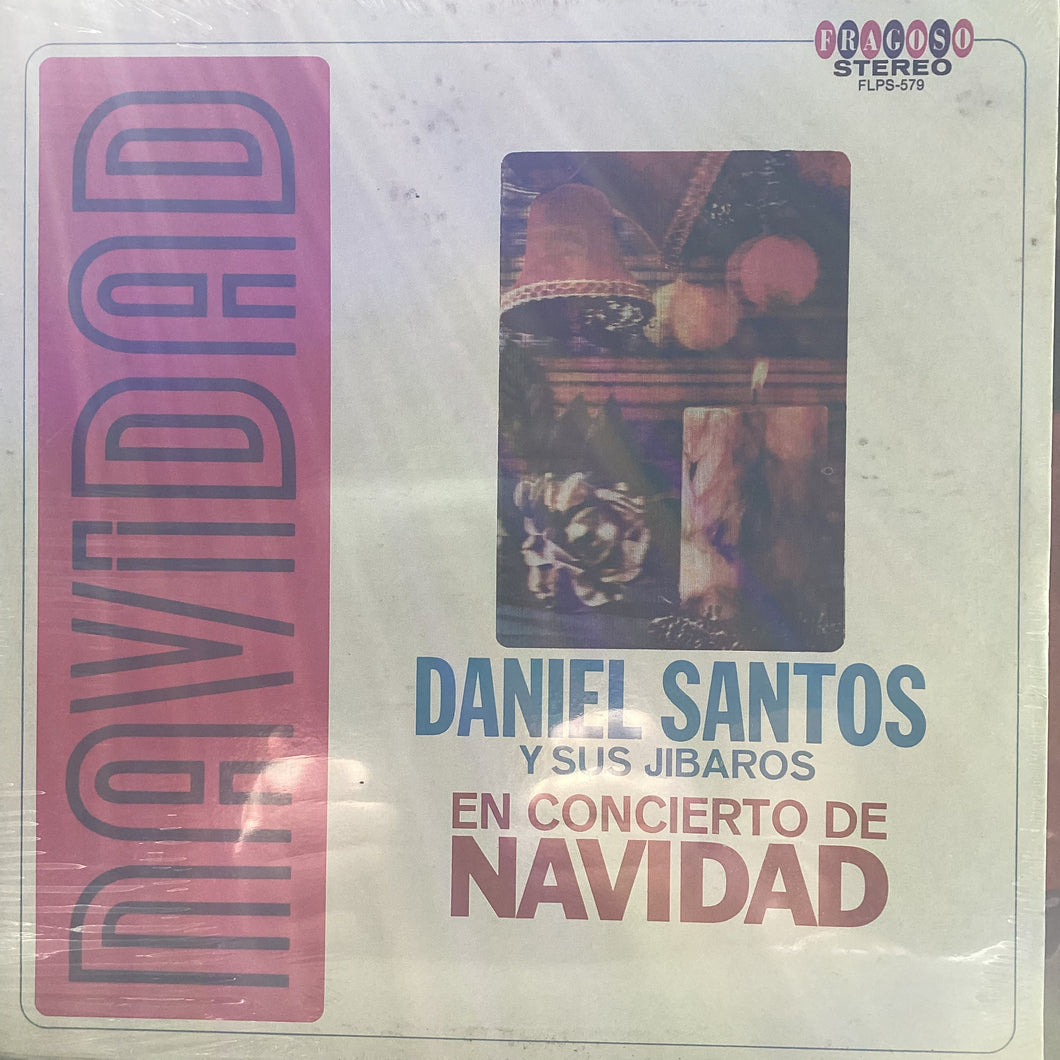 FRAGOSO
STEREO
FLPS-579
NAViDAD
DANIEL SANTOS
Y SUS JIBAROS
EN CONCIERTO DE
NAVIDAD